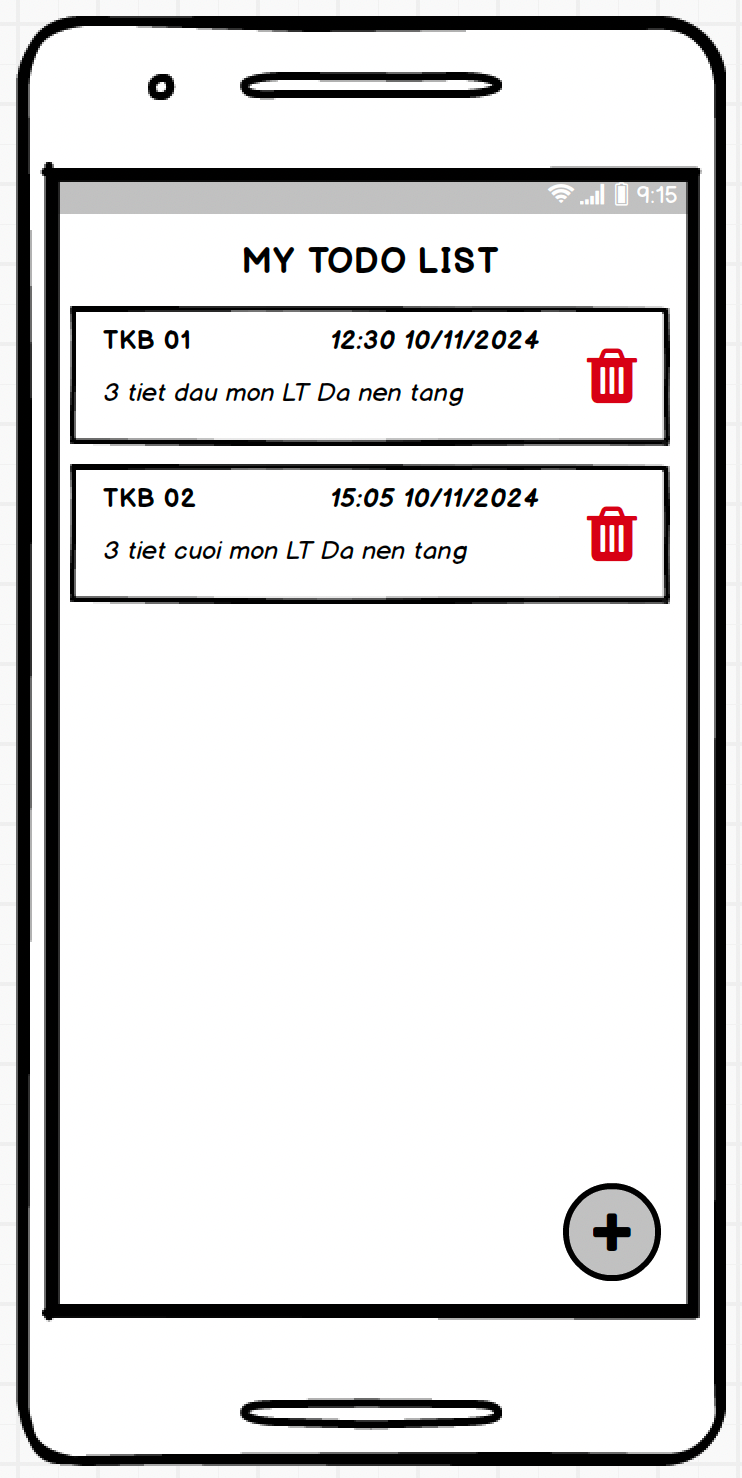 9:15
MY TODO LIST
TKB 01 12:30 10/11/2024
3 tiet dau mon LT Da nen tang
TKB 02 15:05 10/11/2024
3 tiet cuoi mon LT Da nen tang